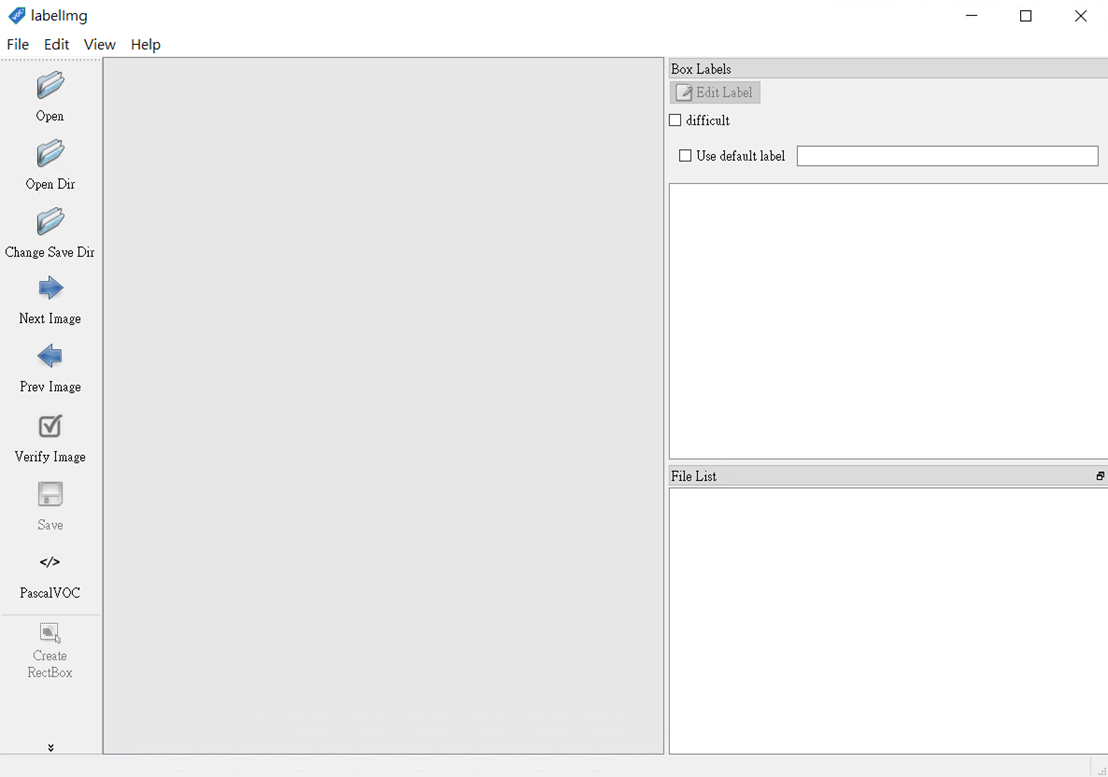 labelImg
File Edit View Help
Open
Open Dir
Change Save Dir
Next Image
Prev Image
Verify Image
Save
</>
PascalVOC
Create
RectBox
Box Labels
Edit Label
difficult
Use default label
File List